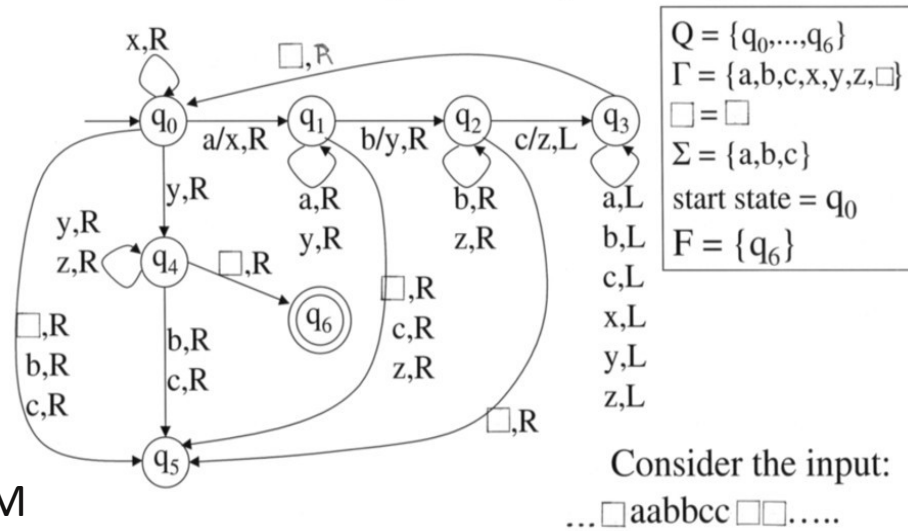 x,R
□,R
q₀
a/x,R
q₁
b/y,R
q₂
c/z,L
q₃
y,R
a,R
y,R
b,R
z,R
a,L
b,L
c,L
x,L
y,L
z,L
y,R
z,R
q₄
□,R
q₆
□,R
c,R
z,R
□,R
b,R
c,R
b,R
c,R
□,R
q₅
M
Q = {q₀,...,q₆}
Γ = {a,b,c,x,y,z,□}
□ = □
Σ = {a,b,c}
start state = q₀
F = {q₆}
Consider the input:
...□aabbcc □□.....